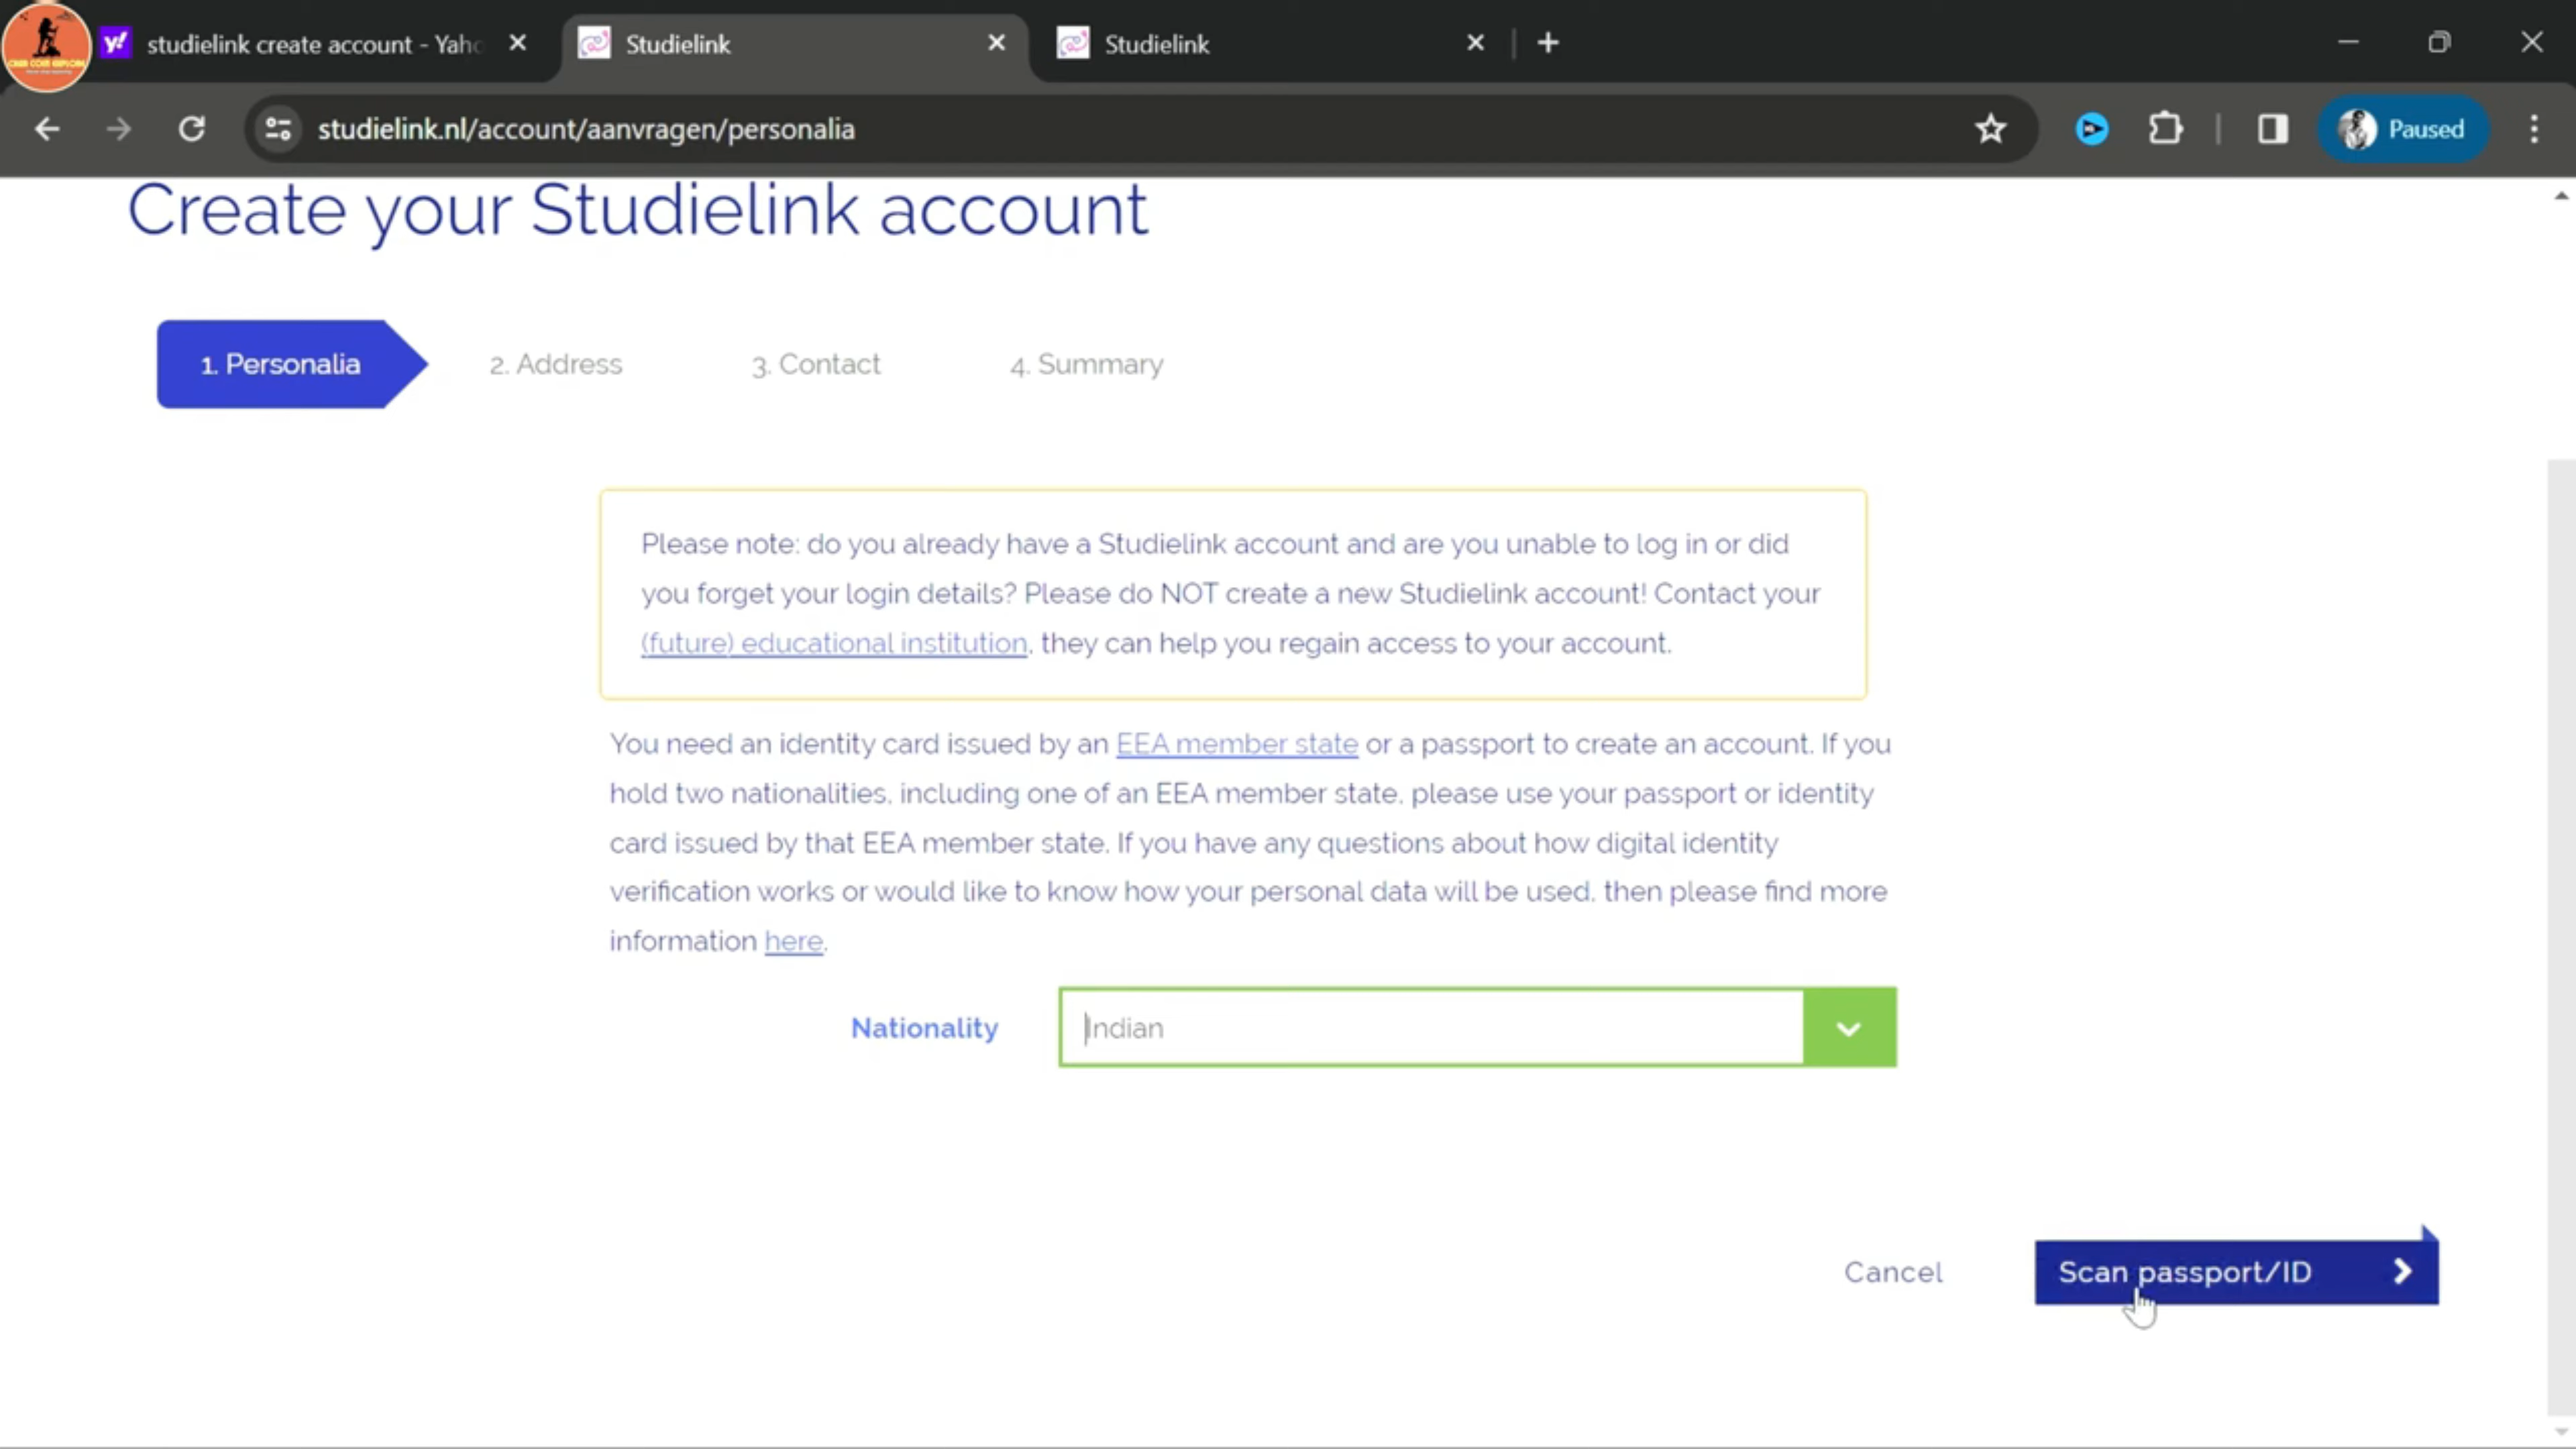 studielink create account - Yaho
Studielink
Studielink
studielink.nl/account/aanvragen/personalia
Paused
Create your Studielink account
1. Personalia
2. Address
3. Contact
4. Summary
Please note: do you already have a Studielink account and are you unable to log in or did
you forget your login details? Please do NOT create a new Studielink account! Contact your
(future) educational institution, they can help you regain access to your account.
You need an identity card issued by an EEA member state or a passport to create an account. If you
hold two nationalities, including one of an EEA member state, please use your passport or identity
card issued by that EEA member state. If you have any questions about how digital identity
verification works or would like to know how your personal data will be used, then please find more
information here.
Nationality
Indian
Cancel
Scan passport/ID